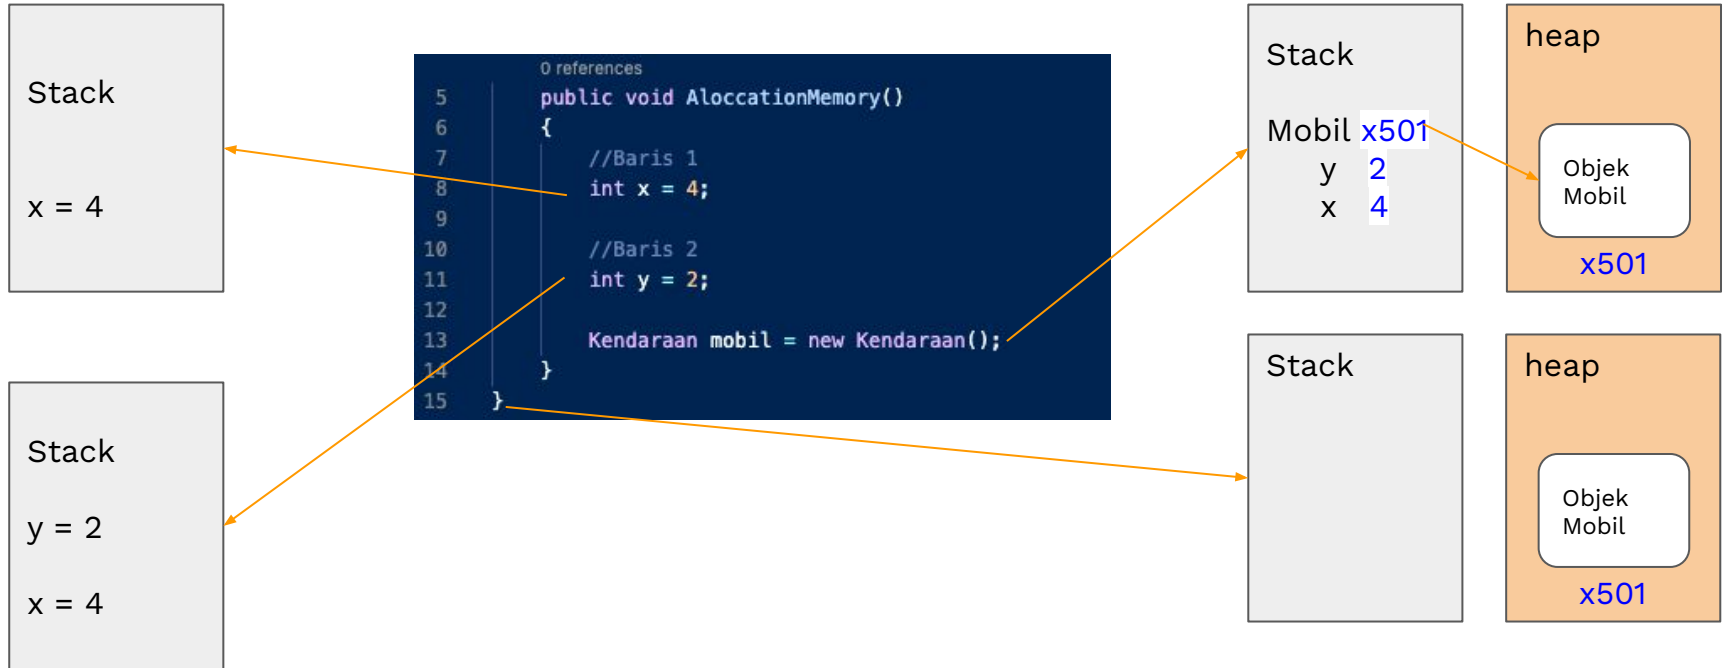 Stack
x = 4
Stack
y = 2
x = 4
0 references
5 public void AloccationMemory()
6 {
7 //Baris 1
8 int x = 4;
9
10 //Baris 2
11 int y = 2;
12
13 Kendaraan mobil = new Kendaraan();
14 }
15 }
Stack
Mobil x501
y 2
x 4
heap
Objek
Mobil
x501
Stack
heap
Objek
Mobil
x501